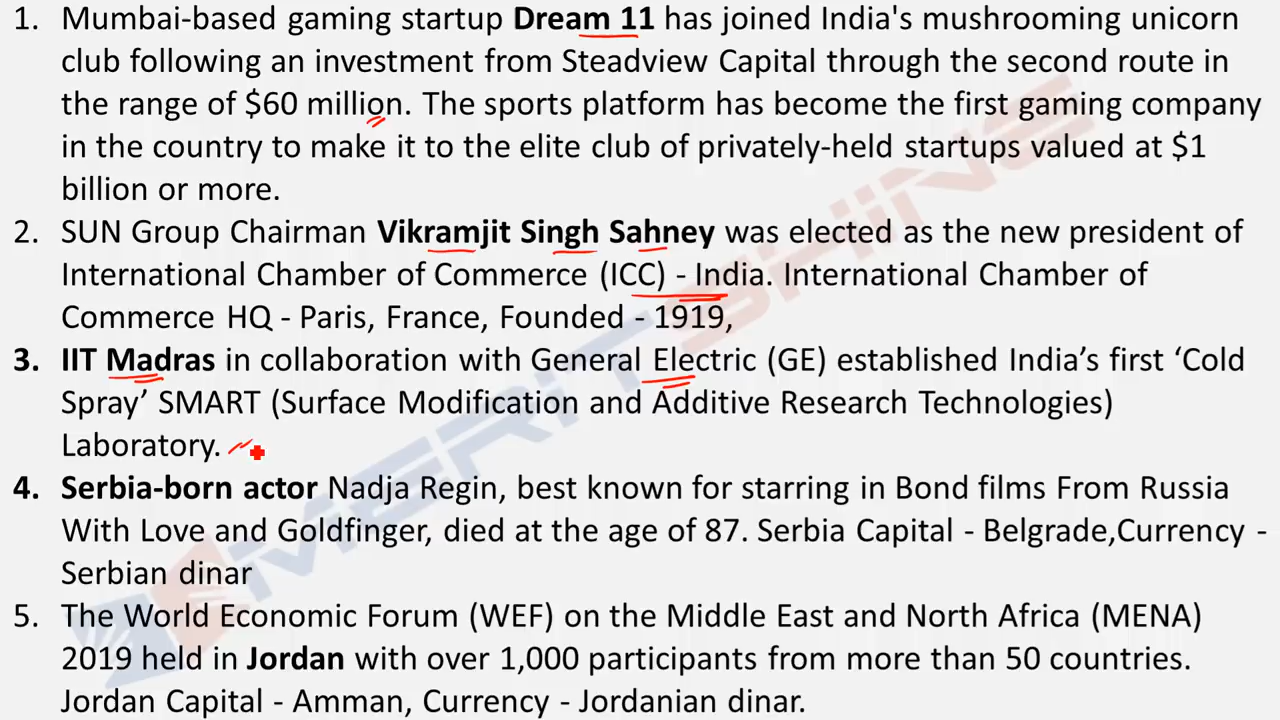 1. Mumbai-based gaming startup Dream 11 has joined India's mushrooming unicorn
club following an investment from Steadview Capital through the second route in
the range of $60 million. The sports platform has become the first gaming company
in the country to make it to the elite club of privately-held startups valued at $1
billion or more.
2. SUN Group Chairman Vikramjit Singh Sahney was elected as the new president of
International Chamber of Commerce (ICC) - India. International Chamber of
Commerce HQ - Paris, France, Founded - 1919,
3. IIT Madras in collaboration with General Electric (GE) established India’s first ‘Cold
Spray’ SMART (Surface Modification and Additive Research Technologies)
Laboratory.
4. Serbia-born actor Nadja Regin, best known for starring in Bond films From Russia
With Love and Goldfinger, died at the age of 87. Serbia Capital - Belgrade,Currency -
Serbian dinar
5. The World Economic Forum (WEF) on the Middle East and North Africa (MENA)
2019 held in Jordan with over 1,000 participants from more than 50 countries.
Jordan Capital - Amman, Currency - Jordanian dinar.
MERIT SHINE